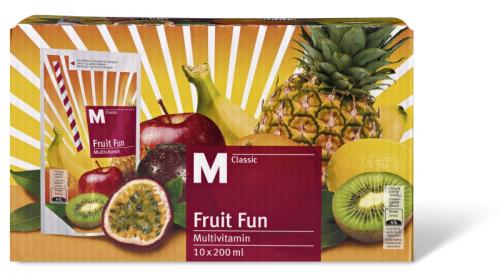 M
Classic
Fruit Fun
Multivitamin
M
Classic
Fruit Fun
Multivitamin
10 x 200 ml